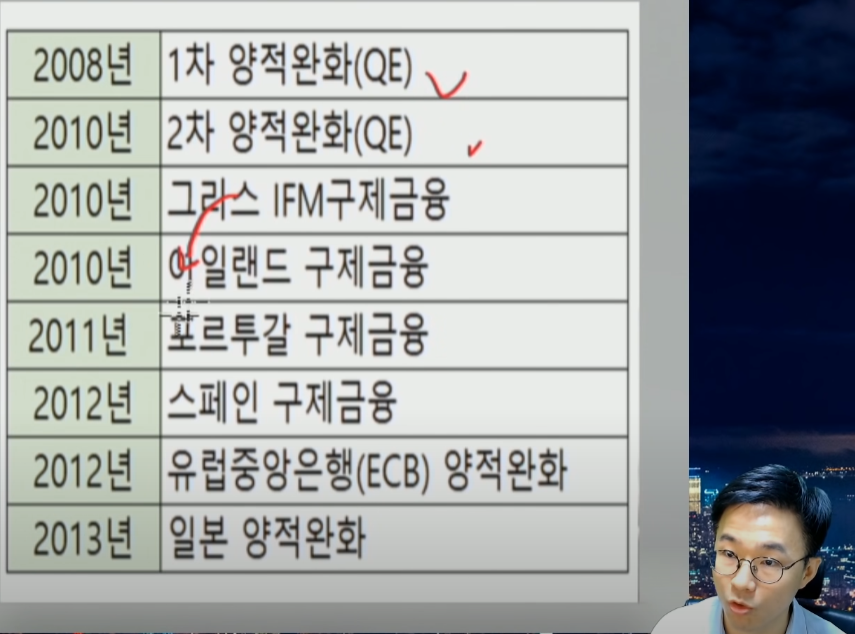 2008년 1차 양적완화(QE)
2010년 2차 양적완화(QE)
2010년 그리스 IFM구제금융
2010년 아일랜드 구제금융
2011년 포르투갈 구제금융
2012년 스페인 구제금융
2012년 유럽중앙은행(ECB) 양적완화
2013년 일본 양적완화